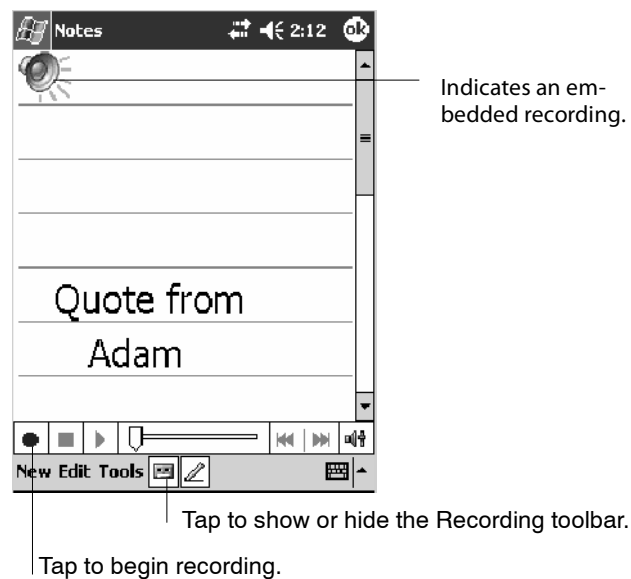 Notes 2:12 ok
Indicates an em-
bedded recording.
Quote from
Adam
New Edit Tools
Tap to show or hide the Recording toolbar.
Tap to begin recording.